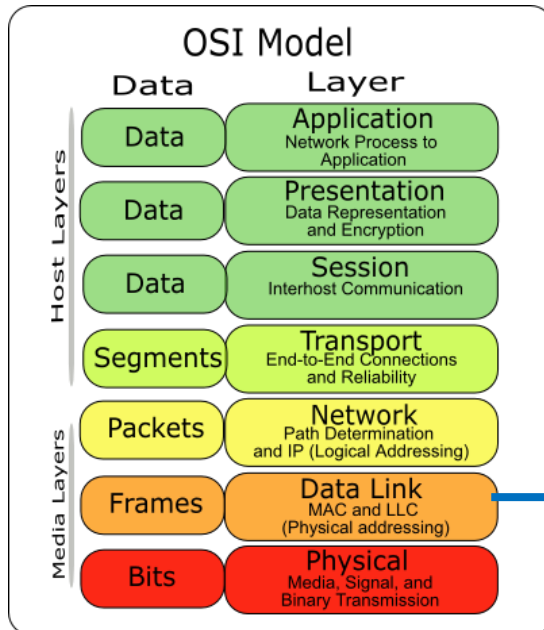 OSI Model
Data Layer
Host Layers
Data
Application
Network Process to
Application
Data
Presentation
Data Representation
and Encryption
Data
Session
Interhost Communication
Segments
Transport
End-to-End Connections
and Reliability
Media Layers
Packets
Network
Path Determination
and IP (Logical Addressing)
Frames
Data Link
MAC and LLC
(Physical addressing)
Bits
Physical
Media, Signal, and
Binary Transmission